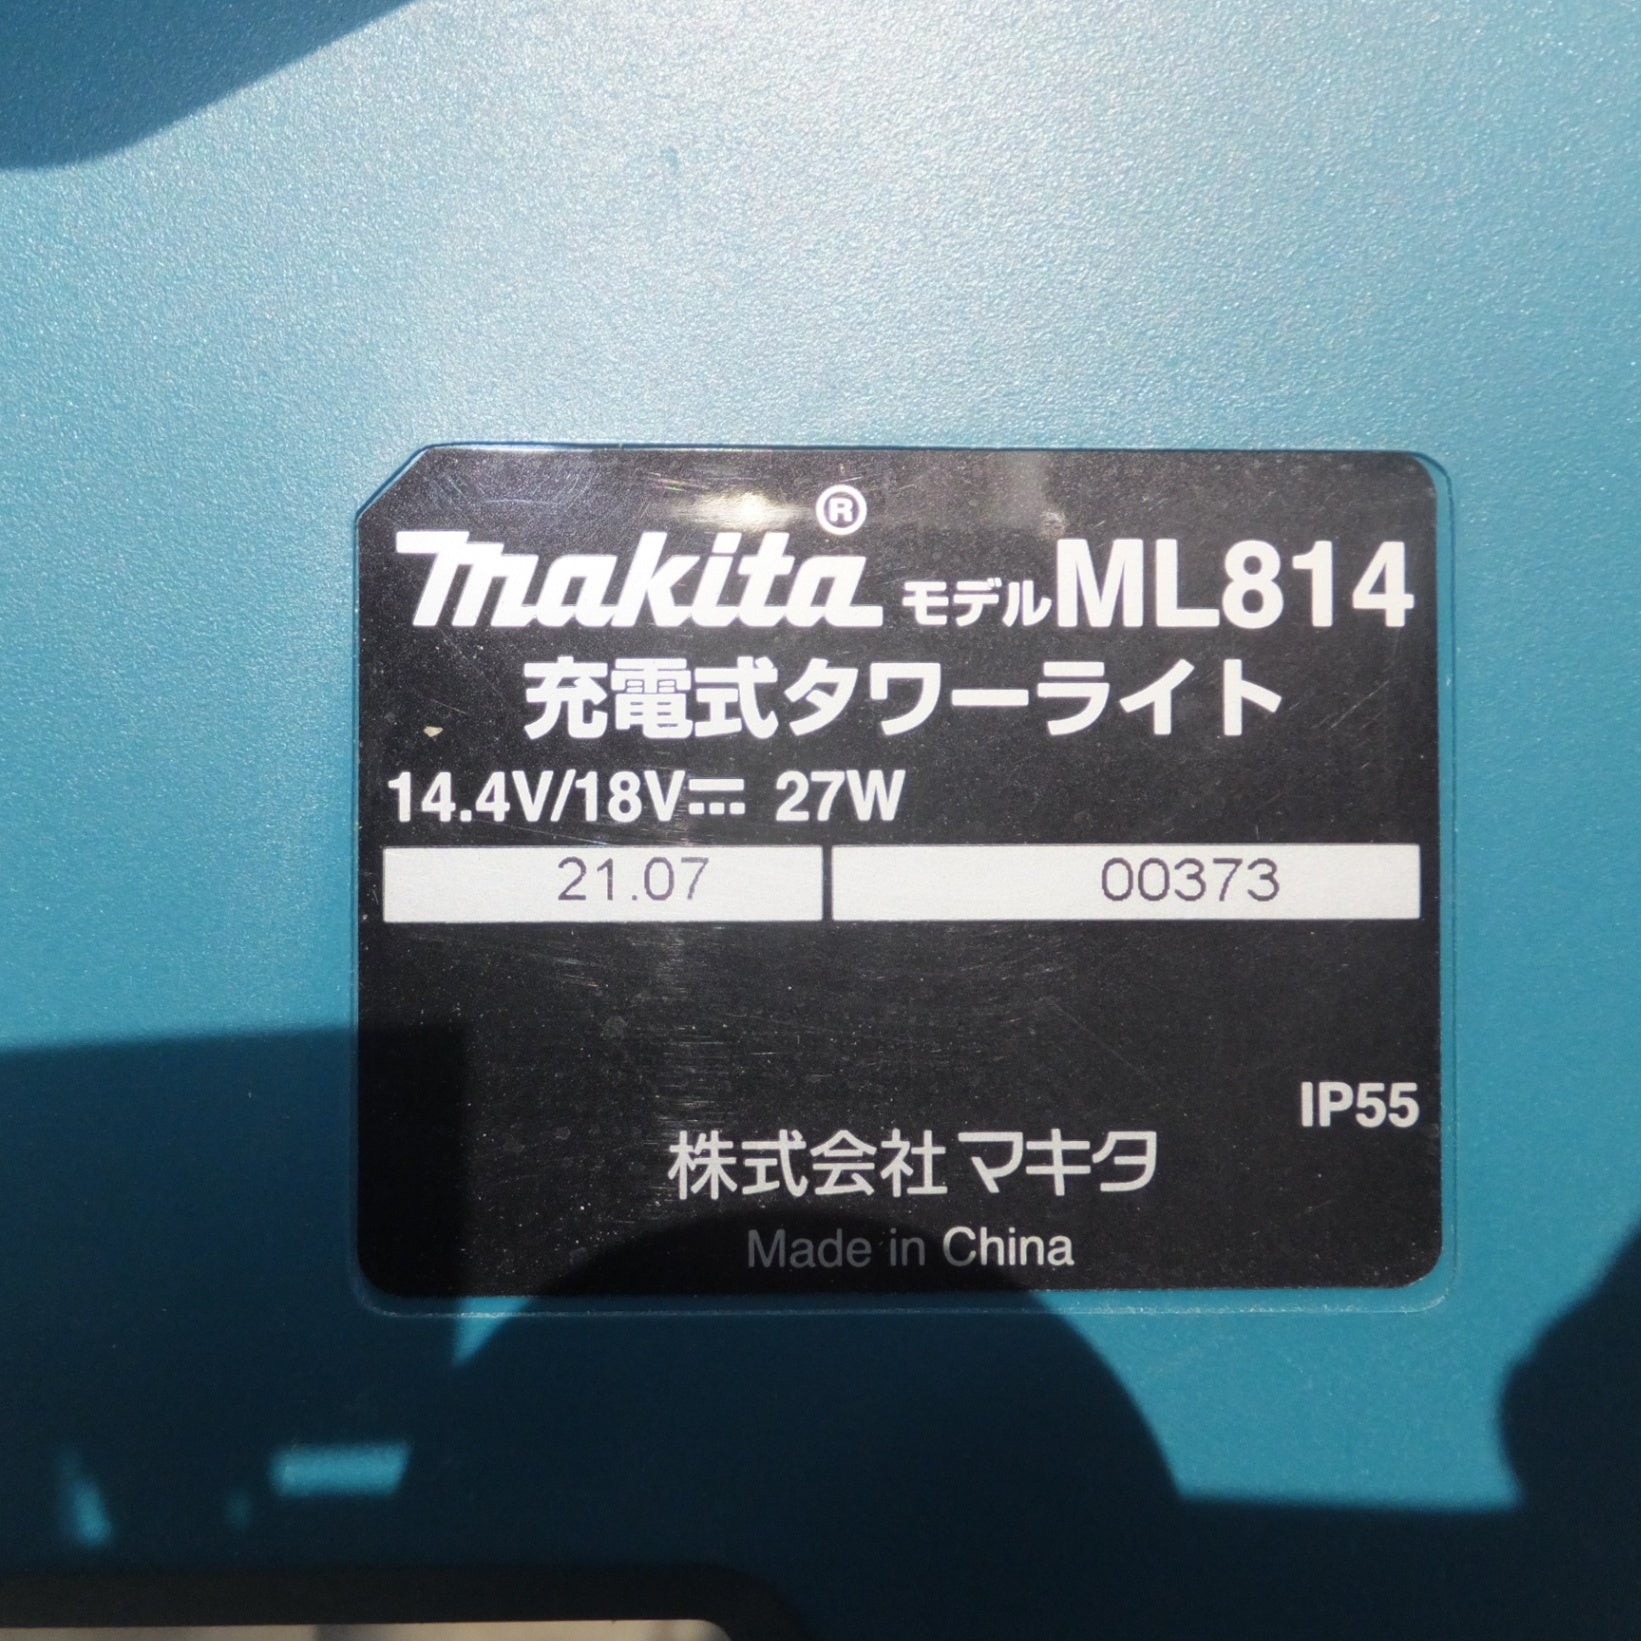 makita® モデルML814
充電式タワーライト
14.4V/18V⎓ 27W
21.07 00373
IP55
株式会社マキタ
Made in China